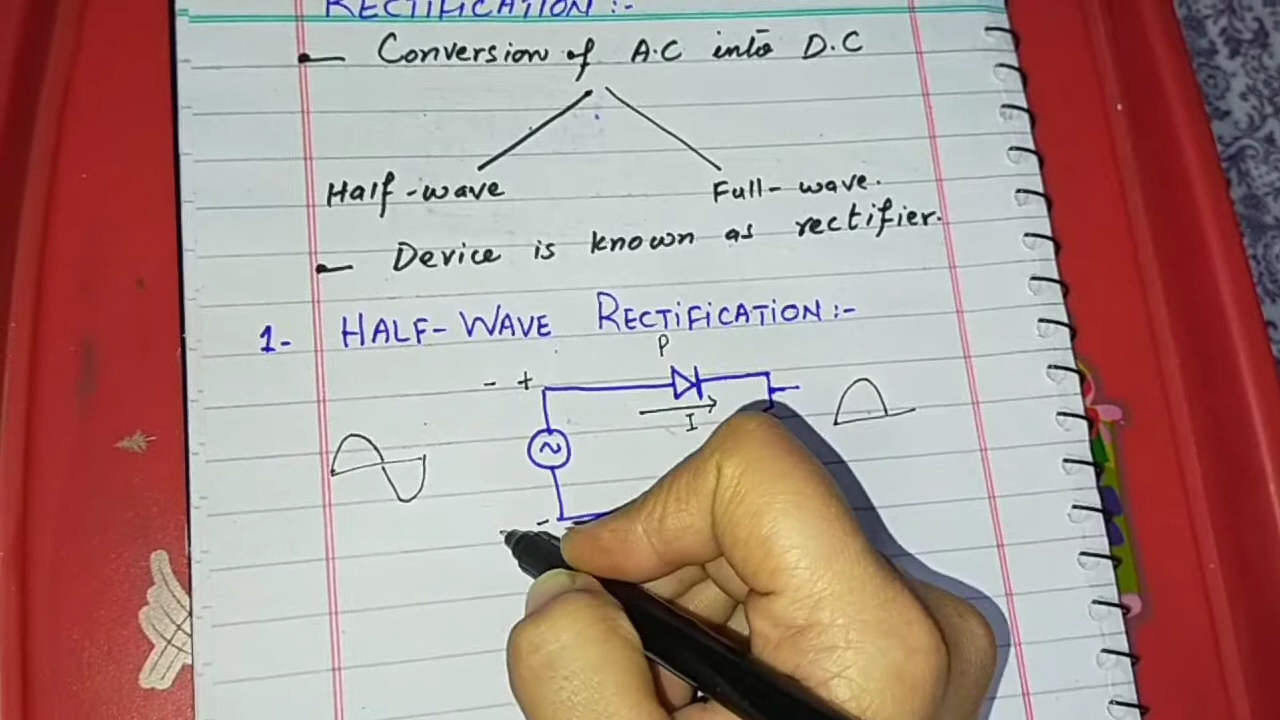 RECTIFICATION :-
Conversion of A.C into D.C
Half-wave Full-wave.
Device is known as rectifier.
1- HALF-WAVE RECTIFICATION :-
P
- +
I
~
-